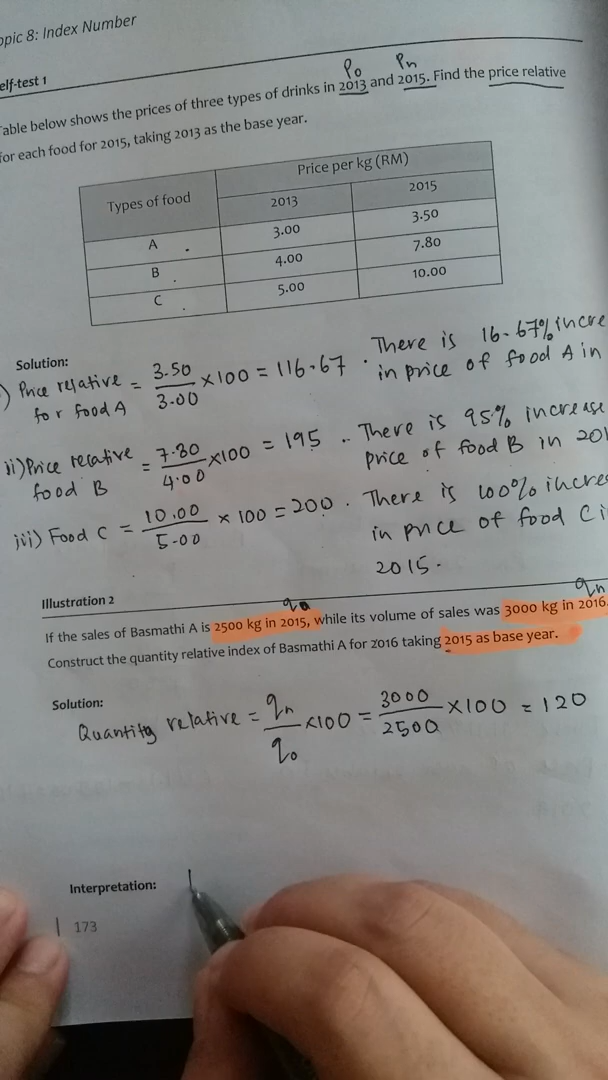 opic 8: Index Number
elf-test 1
Po Pn
able below shows the prices of three types of drinks in 2013 and 2015. Find the price relative
for each food for 2015, taking 2013 as the base year.
Types of food
Price per kg (RM)
2013 2015
A 3.00 3.50
B 4.00 7.80
C 5.00 10.00
Solution:
) Price relative for food A = 3.50/3.00 × 100 = 116.67 . There is 16.67% incre
in price of food A in
ii) Price relative food B = 7.80/4.00 × 100 = 195 . There is 95% increase
price of food B in 201
iii) Food C = 10.00/5.00 × 100 = 200 . There is 100% increa
in price of food C i
2015.
Illustration 2
qo qn
If the sales of Basmathi A is 2500 kg in 2015, while its volume of sales was 3000 kg in 2016.
Construct the quantity relative index of Basmathi A for 2016 taking 2015 as base year.
Solution:
Quantity relative = qn/qo × 100 = 3000/2500 × 100 = 120
Interpretation:
173